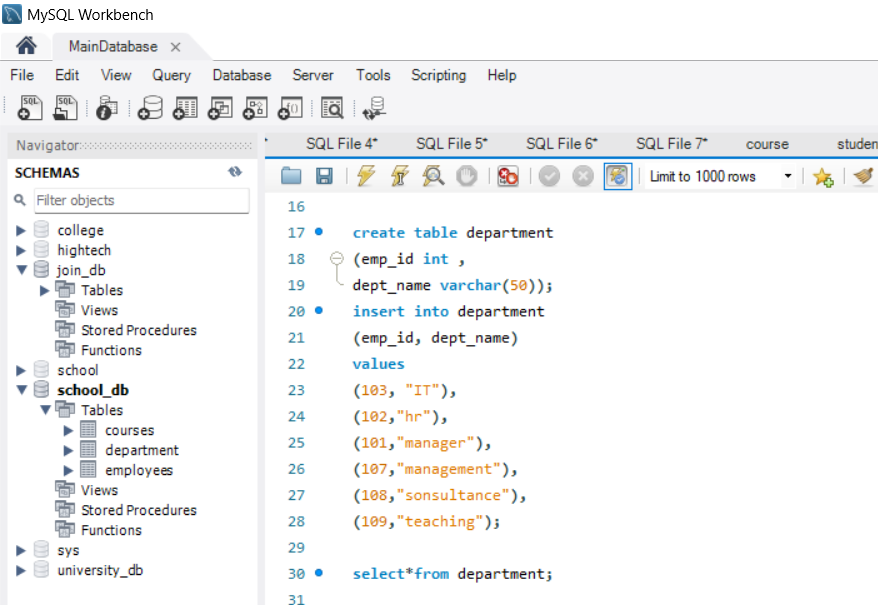 MySQL Workbench
MainDatabase
File Edit View Query Database Server Tools Scripting Help
SQL SQL
Navigator
SCHEMAS
Filter objects
college
hightech
join_db
Tables
Views
Stored Procedures
Functions
school
school_db
Tables
courses
department
employees
Views
Stored Procedures
Functions
sys
university_db
SQL File 4* SQL File 5* SQL File 6* SQL File 7* course studen
Limit to 1000 rows
16
17 create table department
18 (emp_id int ,
19 dept_name varchar(50));
20 insert into department
21 (emp_id, dept_name)
22 values
23 (103, "IT"),
24 (102,"hr"),
25 (101,"manager"),
26 (107,"management"),
27 (108,"sonsultance"),
28 (109,"teaching");
29
30 select*from department;
31